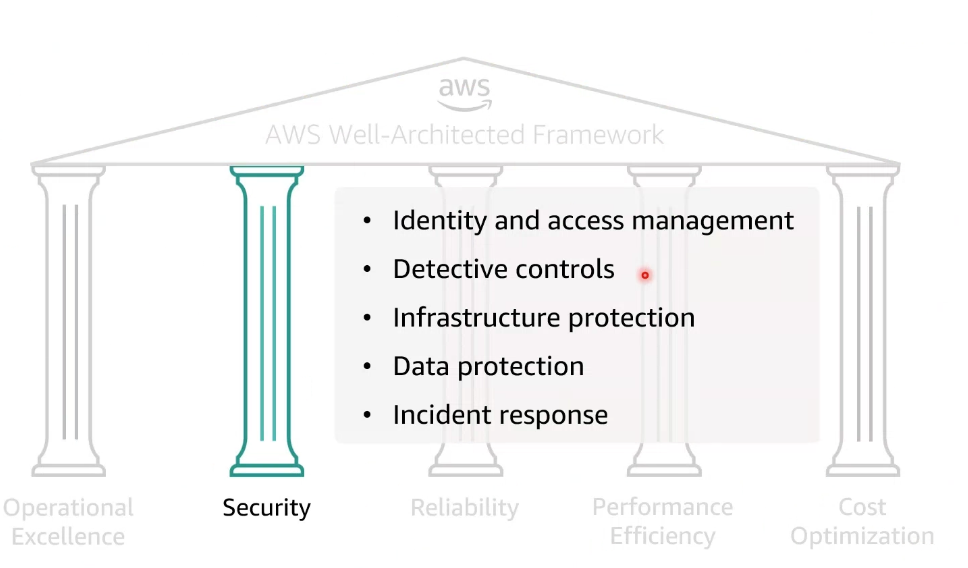 aws
AWS Well-Architected Framework
• Identity and access management
• Detective controls
• Infrastructure protection
• Data protection
• Incident response
Operational
Excellence
Security
Reliability
Performance
Efficiency
Cost
Optimization